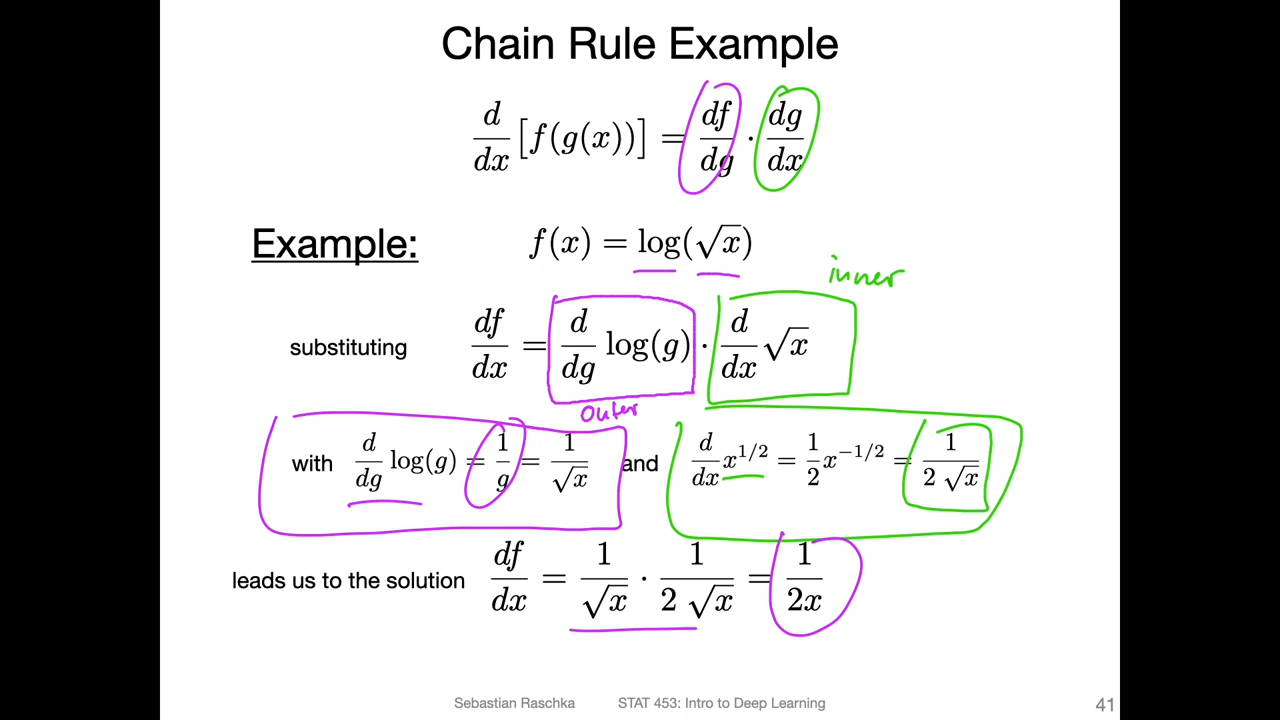 Chain Rule Example
d/dx [f(g(x))] = df/dg · dg/dx
Example: f(x) = log(√x)
inner
substituting df/dx = d/dg log(g) · d/dx √x
outer
with d/dg log(g) = 1/g = 1/√x and d/dx x^{1/2} = 1/2 x^{−1/2} = 1/(2 √x)
leads us to the solution df/dx = 1/√x · 1/(2 √x) = 1/(2x)
Sebastian Raschka STAT 453: Intro to Deep Learning 41